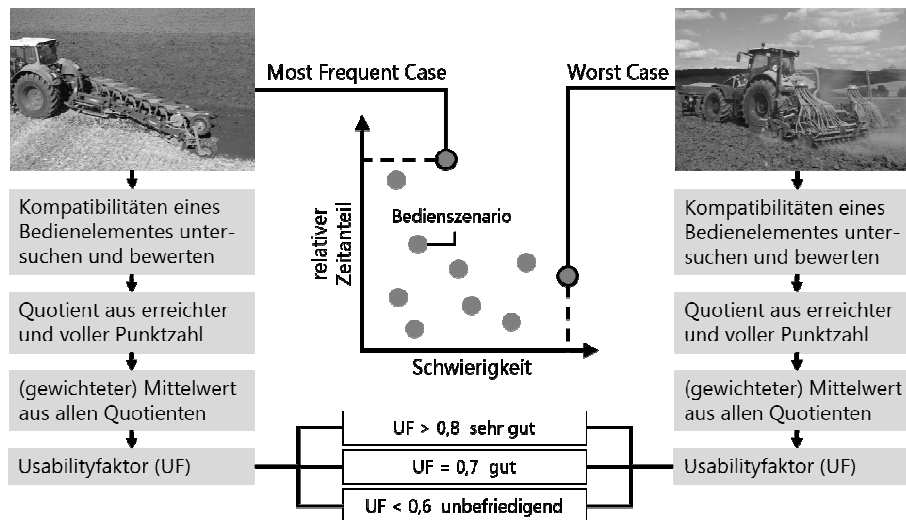 Most Frequent Case
Worst Case
relativer
Zeitanteil
Bedienszenario
Schwierigkeit
Kompatibilitäten eines
Bedienelementes unter-
suchen und bewerten
Quotient aus erreichter
und voller Punktzahl
(gewichteter) Mittelwert
aus allen Quotienten
Usabilityfaktor (UF)
Kompatibilitäten eines
Bedienelementes unter-
suchen und bewerten
Quotient aus erreichter
und voller Punktzahl
(gewichteter) Mittelwert
aus allen Quotienten
Usabilityfaktor (UF)
UF > 0,8 sehr gut
UF = 0,7 gut
UF < 0,6 unbefriedigend